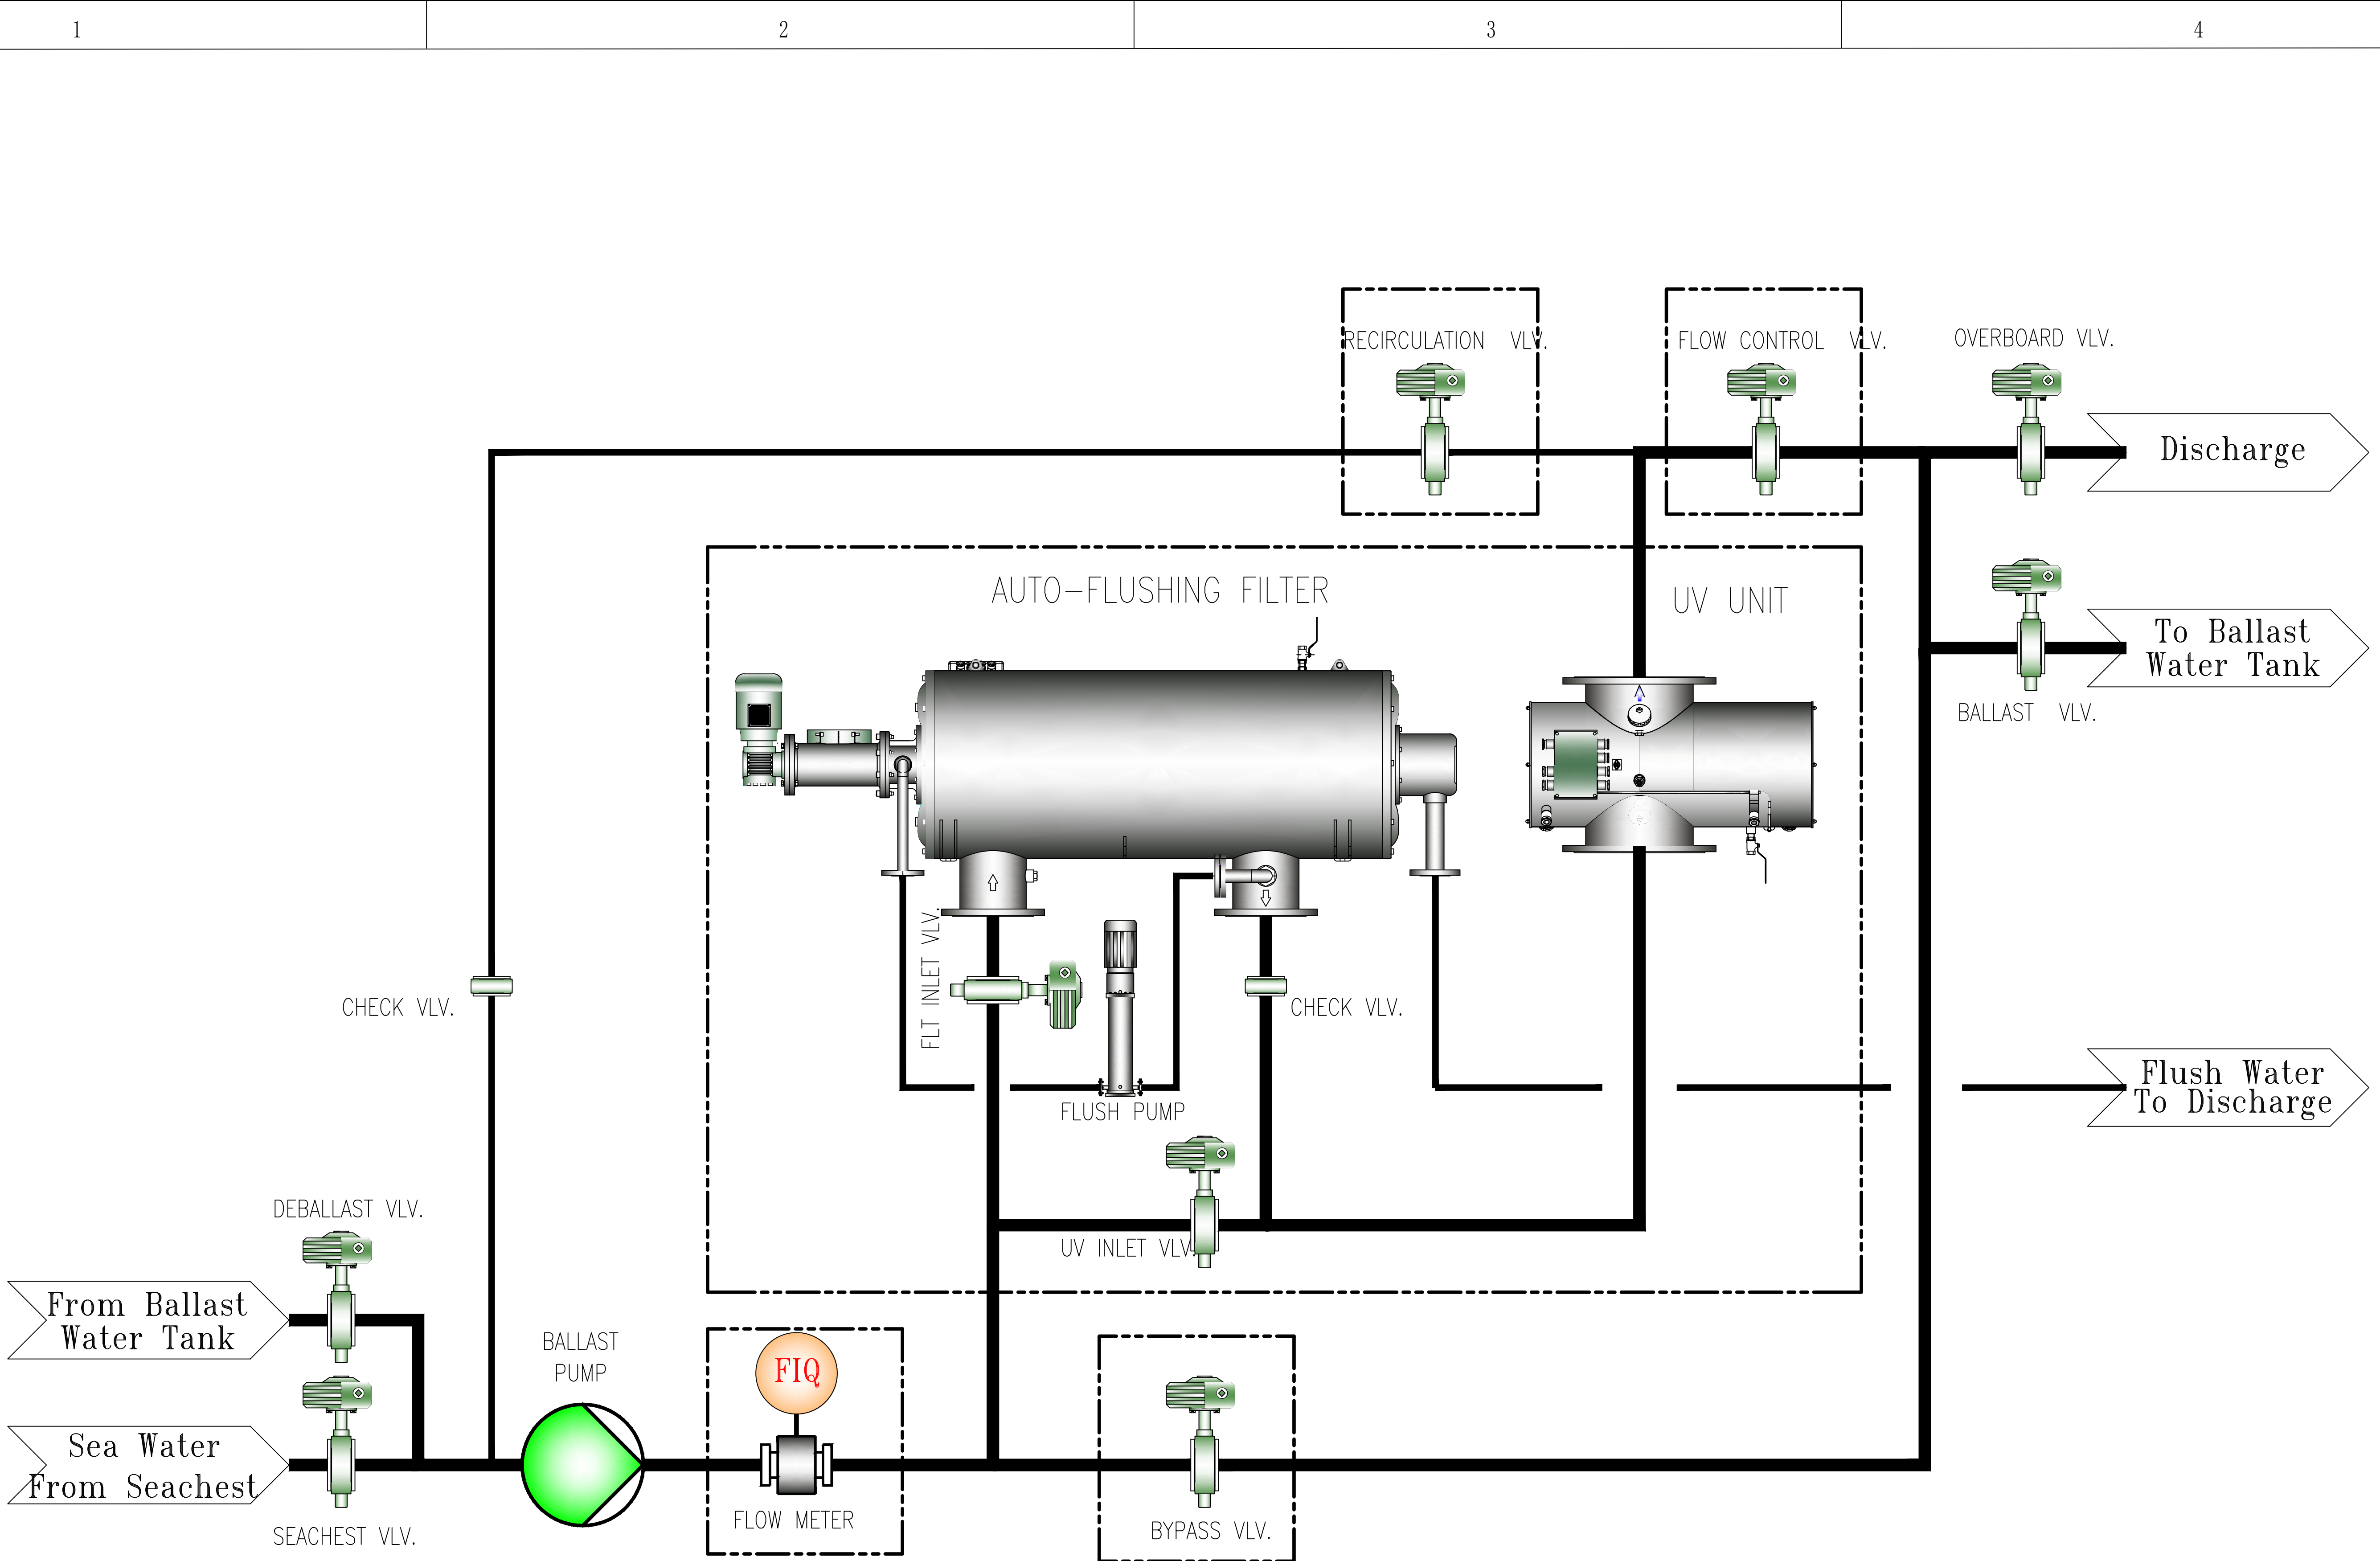 1
2
3
4
RECIRCULATION VLV.
FLOW CONTROL VLV.
OVERBOARD VLV.
Discharge
AUTO-FLUSHING FILTER
UV UNIT
To Ballast
Water Tank
BALLAST VLV.
FLT INLET VLV.
CHECK VLV.
CHECK VLV.
Flush Water
To Discharge
FLUSH PUMP
DEBALLAST VLV.
UV INLET VLV.
From Ballast
Water Tank
BALLAST
PUMP
FIQ
Sea Water
From Seachest
FLOW METER
BYPASS VLV.
SEACHEST VLV.